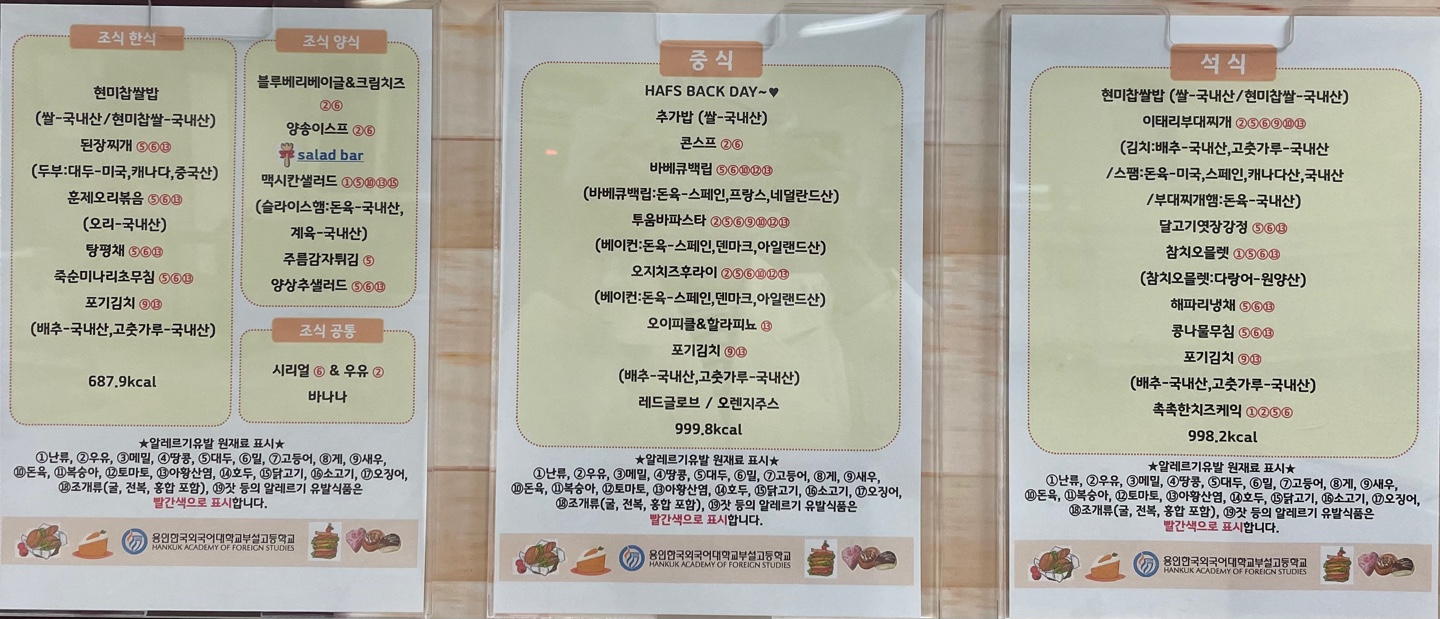 조식 한식
현미찹쌀밥
(쌀-국내산/현미찹쌀-국내산)
된장찌개 ⑤⑥⑬
(두부:대두-미국,캐나다,중국산)
훈제오리볶음 ⑤⑥⑬
(오리-국내산)
탕평채 ⑤⑥⑬
죽순미나리초무침 ⑤⑥⑬
포기김치 ⑨⑬
(배추-국내산,고춧가루-국내산)
687.9kcal
조식 양식
블루베리베이글&크림치즈
②⑥
양송이스프 ②⑥
salad bar
맥시칸샐러드 ①⑤⑩⑬⑮
(슬라이스햄:돈육-국내산,
계육-국내산)
주름감자튀김 ⑤
양상추샐러드 ⑤⑥⑬
조식 공통
시리얼 ⑥ & 우유 ②
바나나
★알레르기유발 원재료 표시★
①난류, ②우유, ③메밀, ④땅콩, ⑤대두, ⑥밀, ⑦고등어, ⑧게, ⑨새우,
⑩돈육, ⑪복숭아, ⑫토마토, ⑬아황산염, ⑭호두, ⑮닭고기, ⑯소고기, ⑰오징어,
⑱조개류(굴, 전복, 홍합 포함), ⑲잣 등의 알레르기 유발식품은
빨간색으로 표시합니다.
용인한국외국어대학교부설고등학교
HANKUK ACADEMY OF FOREIGN STUDIES
중식
HAFS BACK DAY~♥
추가밥 (쌀-국내산)
콘스프 ②⑥
바베큐백립 ⑤⑥⑩⑫⑬
(바베큐백립:돈육-스페인,프랑스,네덜란드산)
투움바파스타 ②⑤⑥⑨⑩⑫⑬
(베이컨:돈육-스페인,덴마크,아일랜드산)
오지치즈후라이 ②⑤⑥⑩⑫⑬
(베이컨:돈육-스페인,덴마크,아일랜드산)
오이피클&할라피뇨 ⑬
포기김치 ⑨⑬
(배추-국내산,고춧가루-국내산)
레드글로브 / 오렌지주스
999.8kcal
★알레르기유발 원재료 표시★
①난류, ②우유, ③메밀, ④땅콩, ⑤대두, ⑥밀, ⑦고등어, ⑧게, ⑨새우,
⑩돈육, ⑪복숭아, ⑫토마토, ⑬아황산염, ⑭호두, ⑮닭고기, ⑯소고기, ⑰오징어,
⑱조개류(굴, 전복, 홍합 포함), ⑲잣 등의 알레르기 유발식품은
빨간색으로 표시합니다.
용인한국외국어대학교부설고등학교
HANKUK ACADEMY OF FOREIGN STUDIES
석식
현미찹쌀밥 (쌀-국내산/현미찹쌀-국내산)
이태리부대찌개 ②⑤⑥⑨⑩⑬
(김치:배추-국내산,고춧가루-국내산
/스팸:돈육-미국,스페인,캐나다산,국내산
/부대찌개햄:돈육-국내산)
닭고기엿장강정 ⑤⑥⑬
참치오믈렛 ①⑤⑥⑬
(참치오믈렛:다랑어-원양산)
해파리냉채 ⑤⑥⑬
콩나물무침 ⑤⑥⑬
포기김치 ⑨⑬
(배추-국내산,고춧가루-국내산)
촉촉한치즈케익 ①②⑤⑥
998.2kcal
★알레르기유발 원재료 표시★
①난류, ②우유, ③메밀, ④땅콩, ⑤대두, ⑥밀, ⑦고등어, ⑧게, ⑨새우,
⑩돈육, ⑪복숭아, ⑫토마토, ⑬아황산염, ⑭호두, ⑮닭고기, ⑯소고기, ⑰오징어,
⑱조개류(굴, 전복, 홍합 포함), ⑲잣 등의 알레르기 유발식품은
빨간색으로 표시합니다.
용인한국외국어대학교부설고등학교
HANKUK ACADEMY OF FOREIGN STUDIES